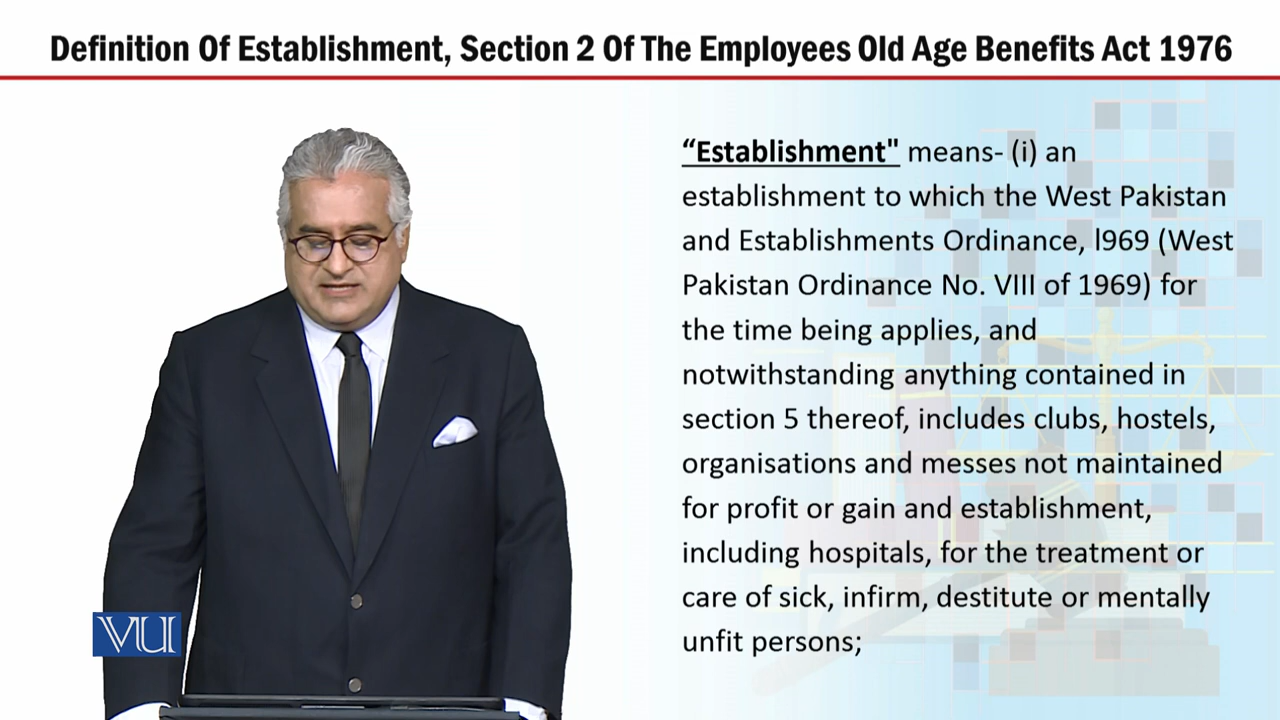 Definition Of Establishment, Section 2 Of The Employees Old Age Benefits Act 1976
“Establishment" means- (i) an
establishment to which the West Pakistan
and Establishments Ordinance, l969 (West
Pakistan Ordinance No. VIII of 1969) for
the time being applies, and
notwithstanding anything contained in
section 5 thereof, includes clubs, hostels,
organisations and messes not maintained
for profit or gain and establishment,
including hospitals, for the treatment or
care of sick, infirm, destitute or mentally
unfit persons;
VU